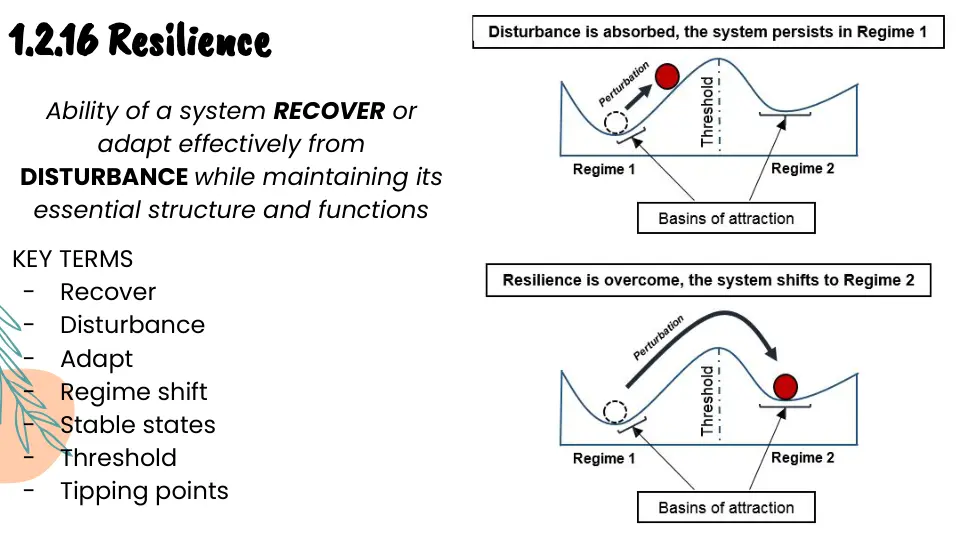 1.2.16 Resilience
Ability of a system RECOVER or
adapt effectively from
DISTURBANCE while maintaining its
essential structure and functions
KEY TERMS
- Recover
- Disturbance
- Adapt
- Regime shift
- Stable states
- Threshold
- Tipping points
Disturbance is absorbed, the system persists in Regime 1
Perturbation
Threshold
Regime 1
Regime 2
Basins of attraction
Resilience is overcome, the system shifts to Regime 2
Perturbation
Threshold
Regime 1
Regime 2
Basins of attraction